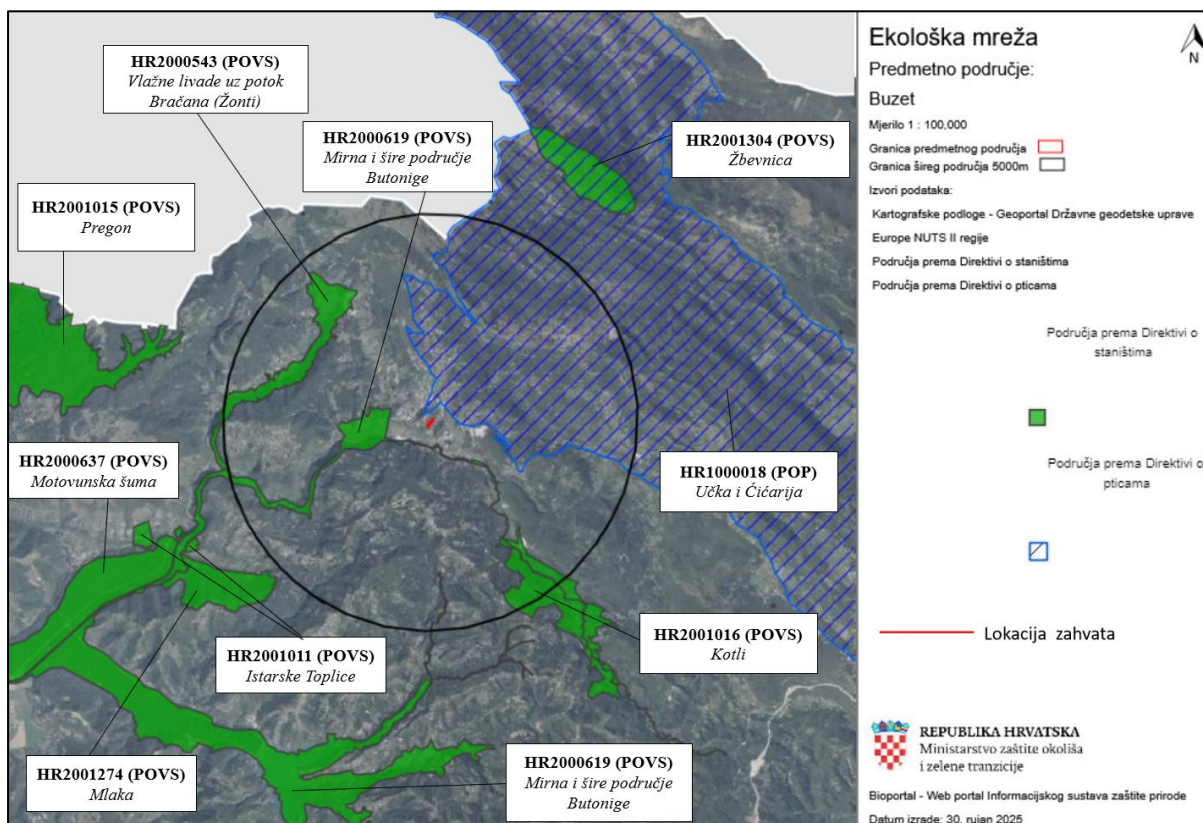 HR2000543 (POVS)
Vlažne livade uz potok
Bračana (Žonti)
HR2000619 (POVS)
Mirna i šire područje
Butonige
HR2001304 (POVS)
Žbevnica
HR2001015 (POVS)
Pregon
HR2000637 (POVS)
Motovunska šuma
HR1000018 (POP)
Učka i Ćićarija
HR2001016 (POVS)
Kotli
HR2001011 (POVS)
Istarske Toplice
HR2001274 (POVS)
Mlaka
HR2000619 (POVS)
Mirna i šire područje
Butonige
Ekološka mreža
N
Predmetno područje:
Buzet
Mjerilo 1 : 100,000
Granica predmetnog područja
Granica šireg područja 5000m
Izvori podataka:
Kartografske podloge - Geoportal Državne geodetske uprave
Europe NUTS II regije
Područja prema Direktivi o staništima
Područja prema Direktivi o pticama
Područja prema Direktivi o
staništima
Područja prema Direktivi o
pticama
Lokacija zahvata
REPUBLIKA HRVATSKA
Ministarstvo zaštite okoliša
i zelene tranzicije
Bioportal - Web portal Informacijskog sustava zaštite prirode
Datum izrade: 30. rujan 2025